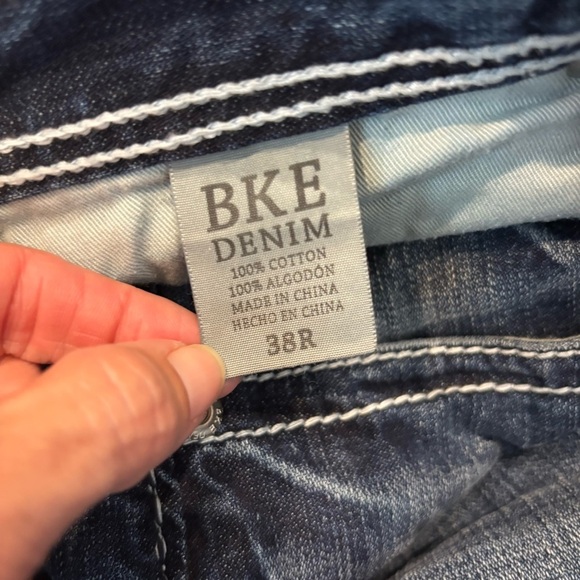 BKE
DENIM
100% COTTON
100% ALGODÓN
MADE IN CHINA
HECHO EN CHINA
38R